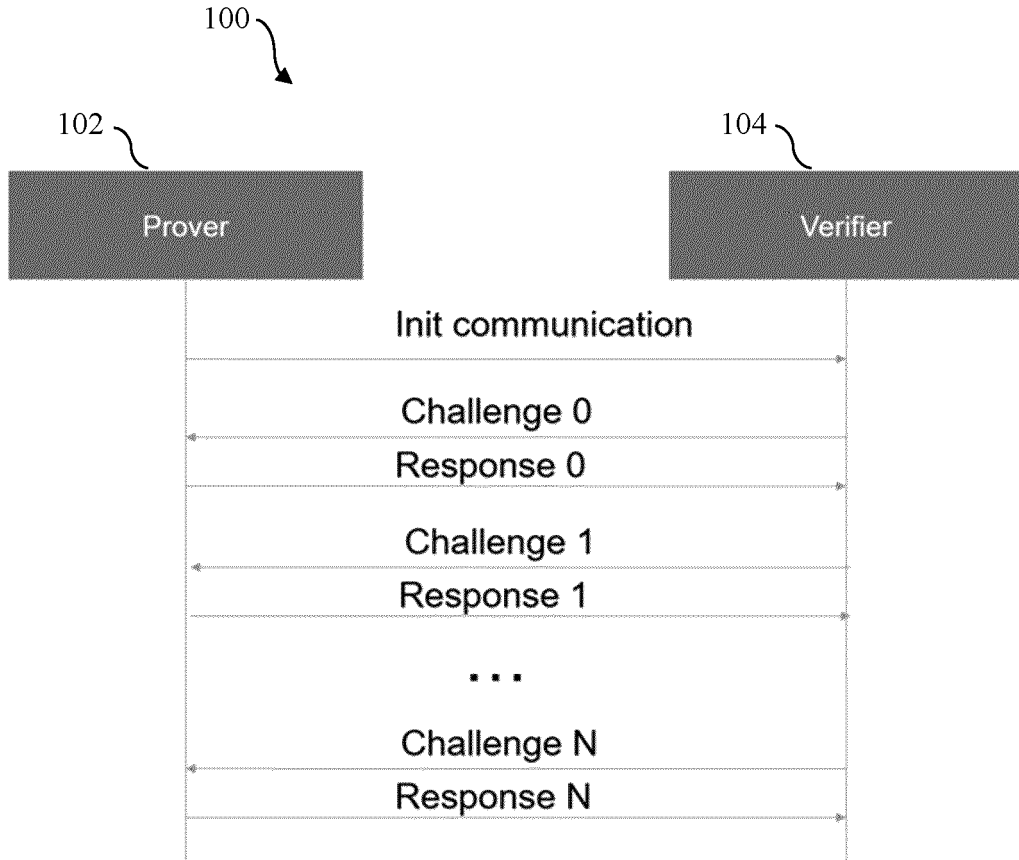 100
102
104
Prover
Verifier
Init communication
Challenge 0
Response 0
Challenge 1
Response 1
...
Challenge N
Response N